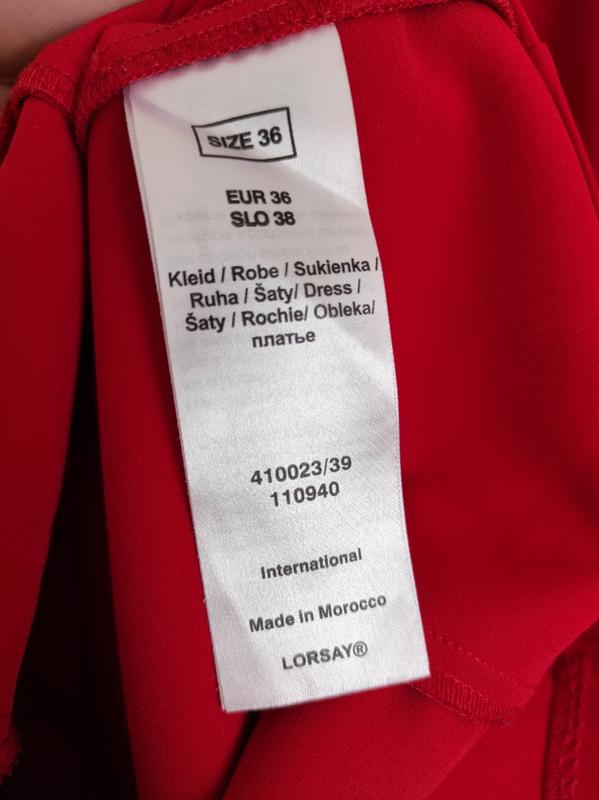 SIZE 36
EUR 36
SLO 38
Kleid / Robe / Sukienka /
Ruha / Šaty/ Dress /
Šaty / Rochie/ Obleka/
платье
410023/39
110940
International
Made in Morocco
LORSAY®